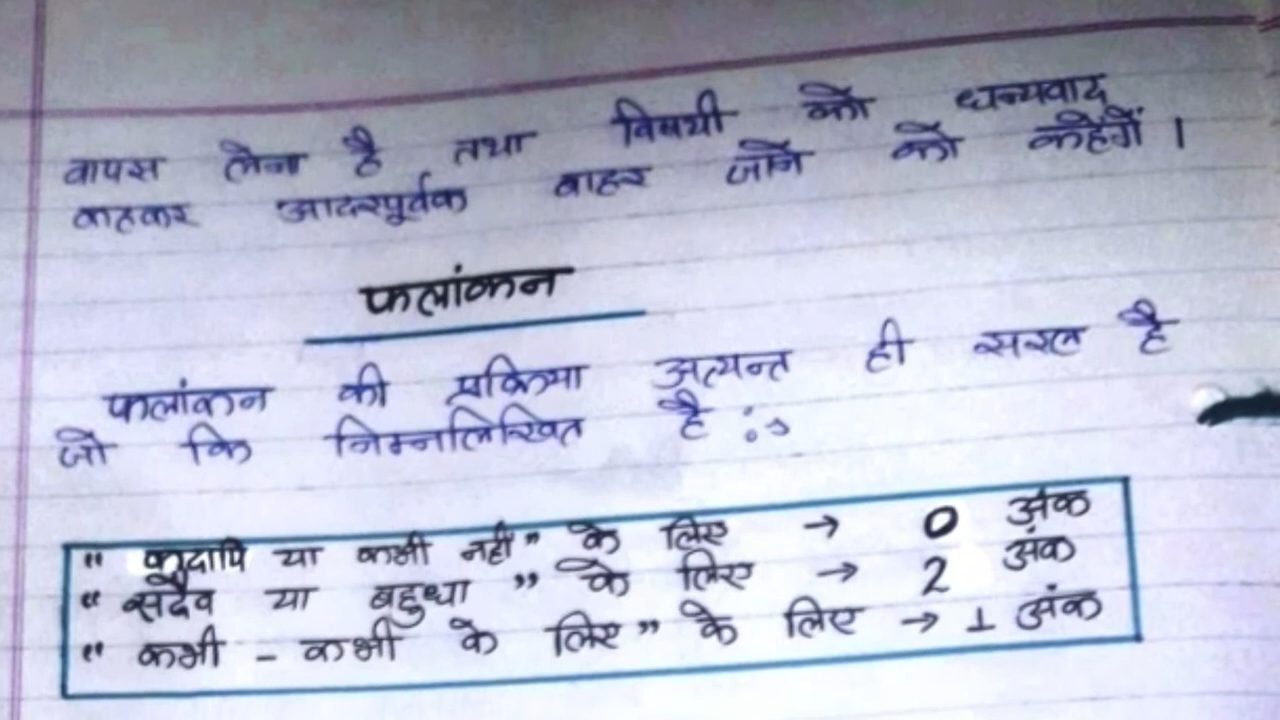 वापस लेना है तथा विषयी को धन्यवाद
कहकर आदरपूर्वक बाहर जाने को कहेंगें।
फलांकन
फलांकन की प्रक्रिया अत्यन्त ही सरल है
जो कि निम्नलिखित है :→
" कदापि या कभी नहीं" के लिए → 0 अंक
" सदैव या बहुधा " के लिए → 2 अंक
" कभी - कभी के लिए" के लिए → 1 अंक